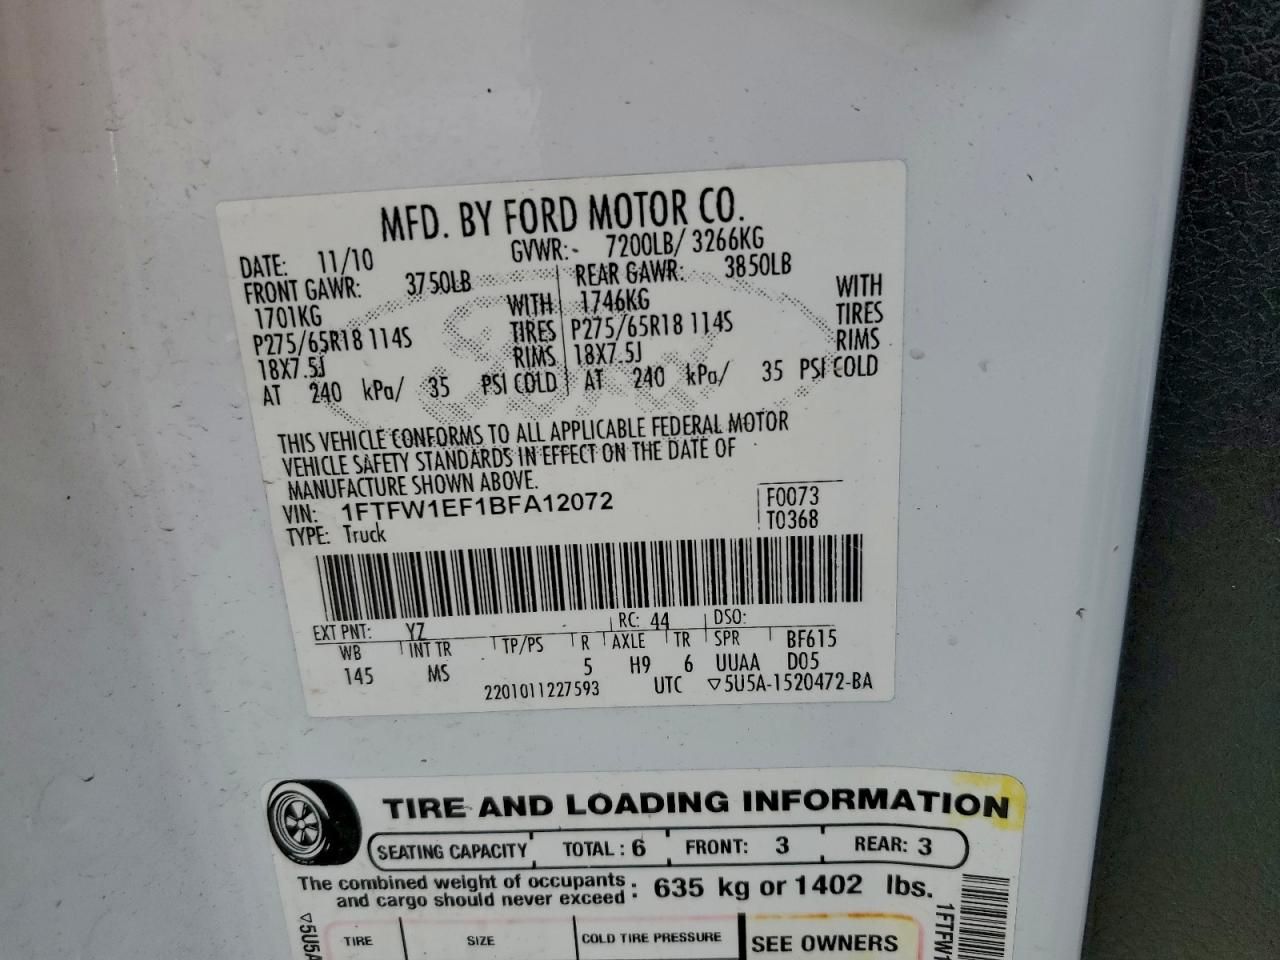 MFD. BY FORD MOTOR CO.
DATE: 11/10 GVWR:- 7200LB/ 3266KG
FRONT GAWR: 3750LB REAR GAWR: 3850LB
1701KG WITH 1746KG WITH
P275/65R18 114S TIRES P275/65R18 114S TIRES
18X7.5J RIMS 18X7.5J RIMS
AT 240 kPa/ 35 PSI COLD AT 240 kPa/ 35 PSI COLD
THIS VEHICLE CONFORMS TO ALL APPLICABLE FEDERAL MOTOR
VEHICLE SAFETY STANDARDS IN EFFECT ON THE DATE OF
MANUFACTURE SHOWN ABOVE.
VIN: 1FTFW1EF1BFA12072 F0073
TYPE: Truck T0368
EXT PNT: YZ RC: 44 DSO:
WB INT TR TP/PS R AXLE TR SPR BF615
145 MS 5 H9 6 UUAA D05
2201011227593 UTC ▽5U5A-1520472-BA
TIRE AND LOADING INFORMATION
SEATING CAPACITY TOTAL : 6 FRONT: 3 REAR: 3
The combined weight of occupants : 635 kg or 1402 lbs.
and cargo should never exceed :
TIRE SIZE COLD TIRE PRESSURE SEE OWNERS
▽5U5A
1FTFW1